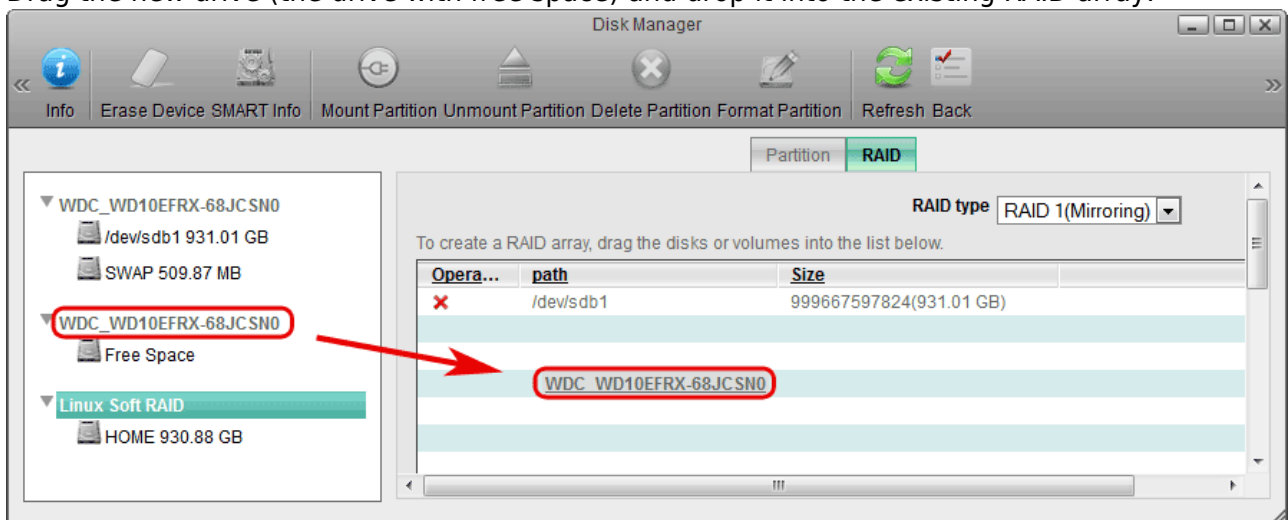 Drag the new drive (the drive with free space) and drop it into the existing RAID array.
Disk Manager
Info Erase Device SMART Info Mount Partition Unmount Partition Delete Partition Format Partition Refresh Back
Partition RAID
WDC_WD10EFRX-68JCSN0
/dev/sdb1 931.01 GB
SWAP 509.87 MB
WDC_WD10EFRX-68JCSN0
Free Space
Linux Soft RAID
HOME 930.88 GB
RAID type RAID 1(Mirroring)
To create a RAID array, drag the disks or volumes into the list below.
Opera... path Size
/dev/sdb1 999667597824(931.01 GB)
WDC_WD10EFRX-68JCSN0